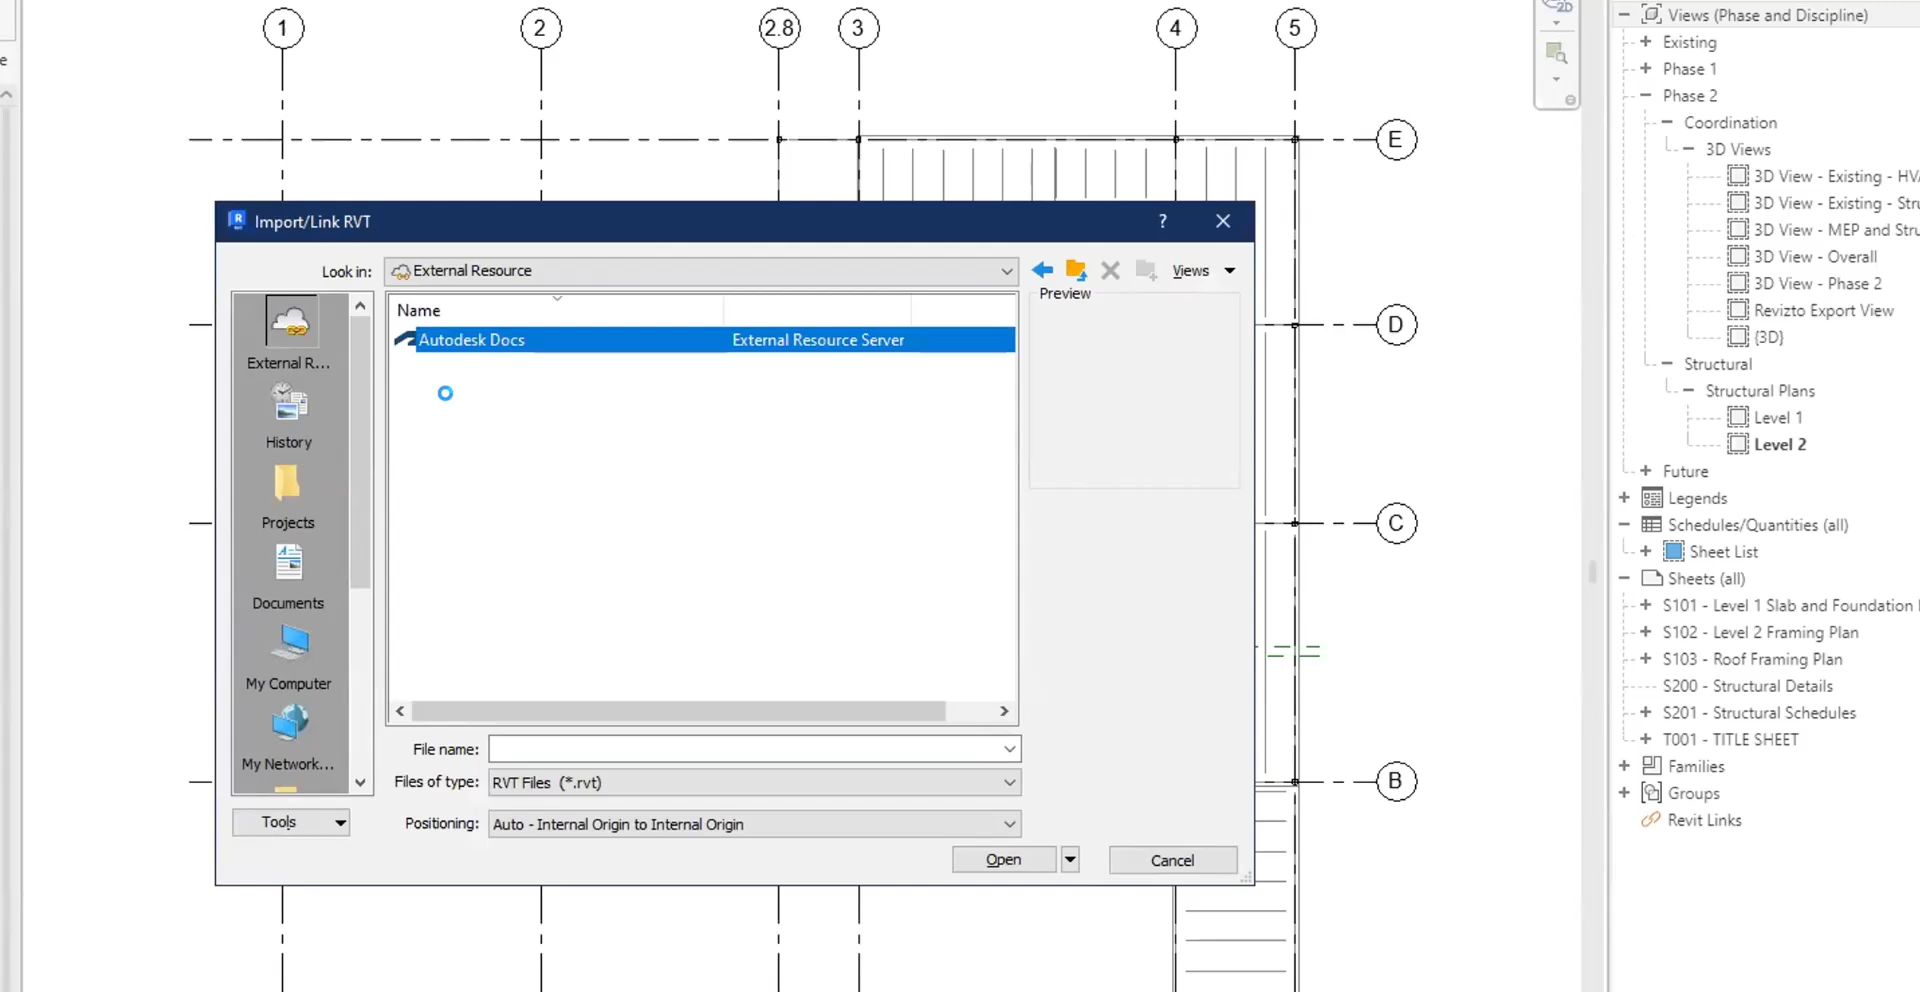 1
2
2.8
3
4
5
E
D
C
B
e
2D
Import/Link RVT
?
Look in:
External Resource
Views
Name
Preview
Autodesk Docs
External Resource Server
External R...
History
Projects
Documents
My Computer
My Network...
File name:
Files of type:
RVT Files (*.rvt)
Tools
Positioning:
Auto - Internal Origin to Internal Origin
Open
Cancel
Views (Phase and Discipline)
Existing
Phase 1
Phase 2
Coordination
3D Views
3D View - Existing - HVA
3D View - Existing - Stru
3D View - MEP and Stru
3D View - Overall
3D View - Phase 2
Revizto Export View
{3D}
Structural
Structural Plans
Level 1
Level 2
Future
Legends
Schedules/Quantities (all)
Sheet List
Sheets (all)
S101 - Level 1 Slab and Foundation
S102 - Level 2 Framing Plan
S103 - Roof Framing Plan
S200 - Structural Details
S201 - Structural Schedules
T001 - TITLE SHEET
Families
Groups
Revit Links